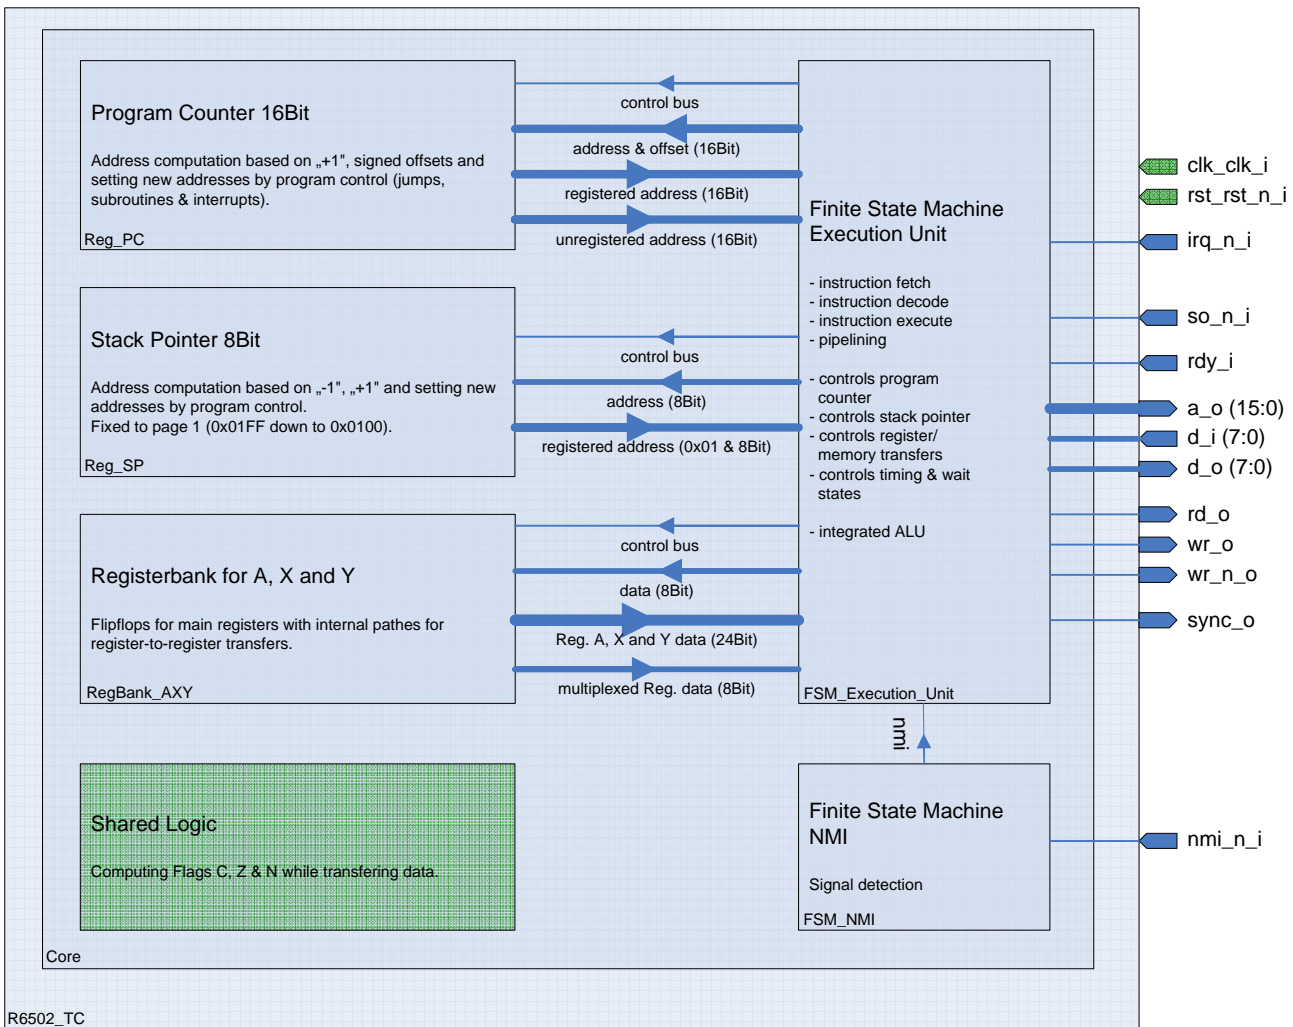 Program Counter 16Bit
Address computation based on „+1", signed offsets and
setting new addresses by program control (jumps,
subroutines & interrupts).
Reg_PC
control bus
address & offset (16Bit)
registered address (16Bit)
unregistered address (16Bit)
Stack Pointer 8Bit
Address computation based on „-1", „+1" and setting new
addresses by program control.
Fixed to page 1 (0x01FF down to 0x0100).
Reg_SP
control bus
address (8Bit)
registered address (0x01 & 8Bit)
Registerbank for A, X and Y
Flipflops for main registers with internal pathes for
register-to-register transfers.
RegBank_AXY
control bus
data (8Bit)
Reg. A, X and Y data (24Bit)
multiplexed Reg. data (8Bit)
Finite State Machine
Execution Unit
- instruction fetch
- instruction decode
- instruction execute
- pipelining
- controls program
counter
- controls stack pointer
- controls register/
memory transfers
- controls timing & wait
states
- integrated ALU
FSM_Execution_Unit
nmi
Shared Logic
Computing Flags C, Z & N while transfering data.
Finite State Machine
NMI
Signal detection
FSM_NMI
Core
R6502_TC
clk_clk_i
rst_rst_n_i
irq_n_i
so_n_i
rdy_i
a_o (15:0)
d_i (7:0)
d_o (7:0)
rd_o
wr_o
wr_n_o
sync_o
nmi_n_i